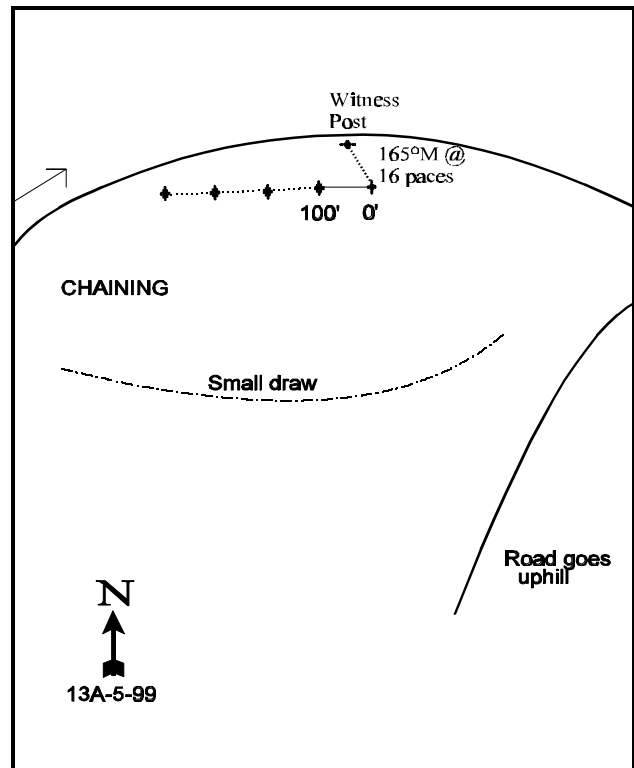 Witness
Post
165°M @
16 paces
100' 0'
CHAINING
Small draw
Road goes
uphill
N
13A-5-99